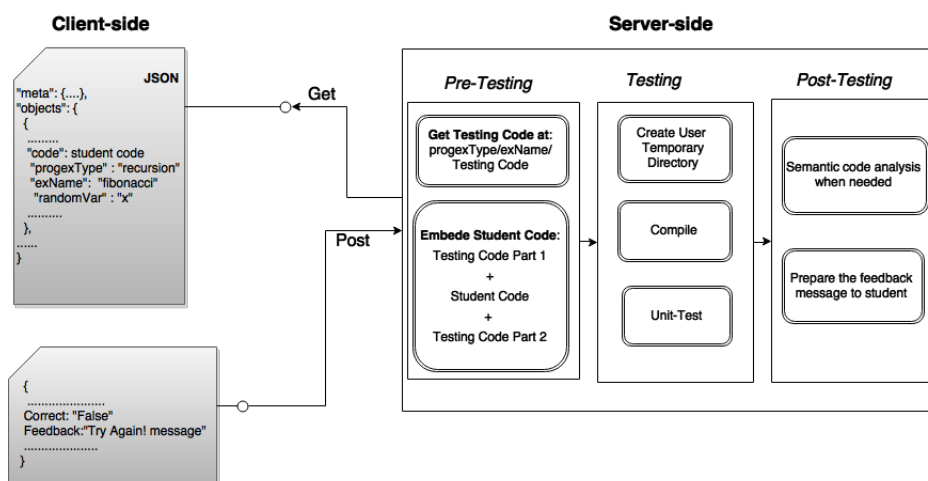 Client-side
JSON
"meta": {....},
"objects": {
{
.........
"code": student code
"progexType" : "recursion"
"exName": "fibonacci"
"randomVar" : "x"
..........
},
......
}
{
......................
Correct: "False"
Feedback:"Try Again! message"
.....................
}
Get
Post
Server-side
Pre-Testing
Get Testing Code at:
progexType/exName/
Testing Code
Embede Student Code:
Testing Code Part 1
+
Student Code
+
Testing Code Part 2
Testing
Create User
Temporary
Directory
Compile
Unit-Test
Post-Testing
Semantic code analysis
when needed
Prepare the feedback
message to student